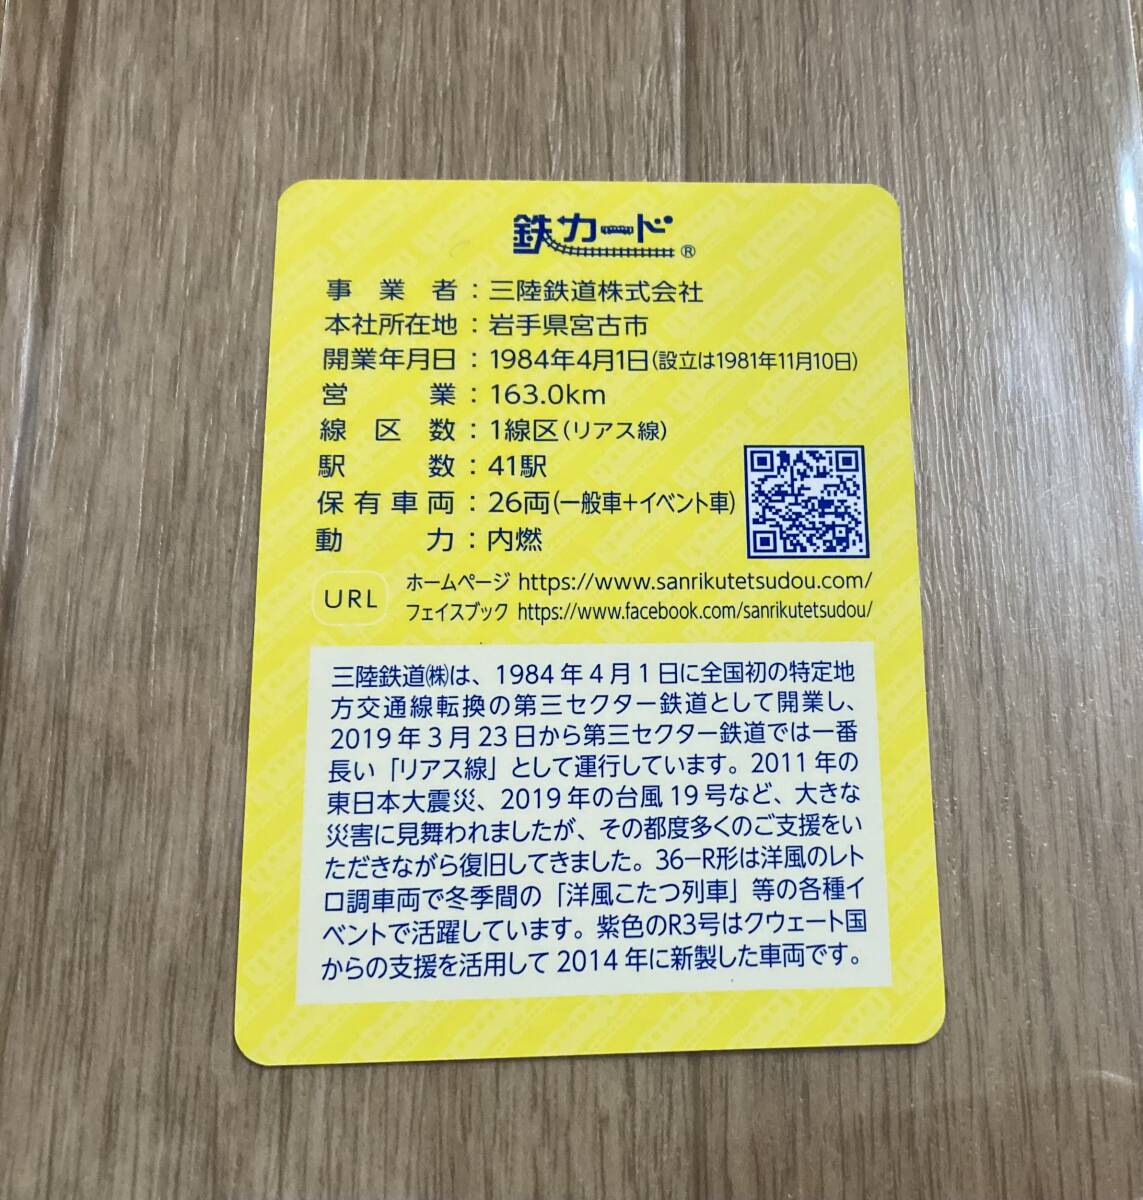 鉄カード®
事業者：三陸鉄道株式会社
本社所在地：岩手県宮古市
開業年月日：1984年4月1日(設立は1981年11月10日)
営業：163.0km
線区数：1線区(リアス線)
駅数：41駅
保有車両：26両(一般車+イベント車)
動力：内燃
URL
ホームページ https://www.sanrikutetsudou.com/
フェイスブック https://www.facebook.com/sanrikutetsudou/
三陸鉄道㈱は、1984年4月1日に全国初の特定地
方交通線転換の第三セクター鉄道として開業し、
2019年3月23日から第三セクター鉄道では一番
長い「リアス線」として運行しています。2011年の
東日本大震災、2019年の台風19号など、大きな
災害に見舞われましたが、その都度多くのご支援をい
ただきながら復旧してきました。36-R形は洋風のレト
ロ調車両で冬季間の「洋風こたつ列車」等の各種イ
ベントで活躍しています。紫色のR3号はクウェート国
からの支援を活用して2014年に新製した車両です。